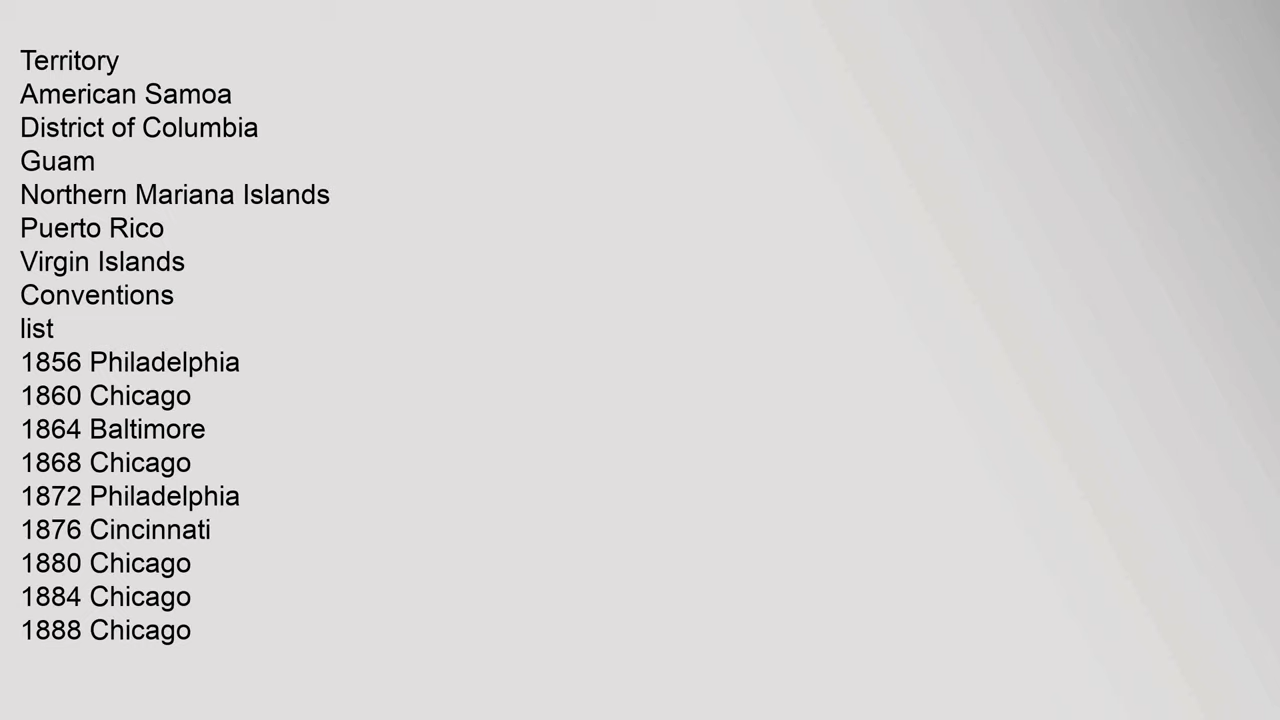 Territory
American Samoa
District of Columbia
Guam
Northern Mariana Islands
Puerto Rico
Virgin Islands
Conventions
list
1856 Philadelphia
1860 Chicago
1864 Baltimore
1868 Chicago
1872 Philadelphia
1876 Cincinnati
1880 Chicago
1884 Chicago
1888 Chicago